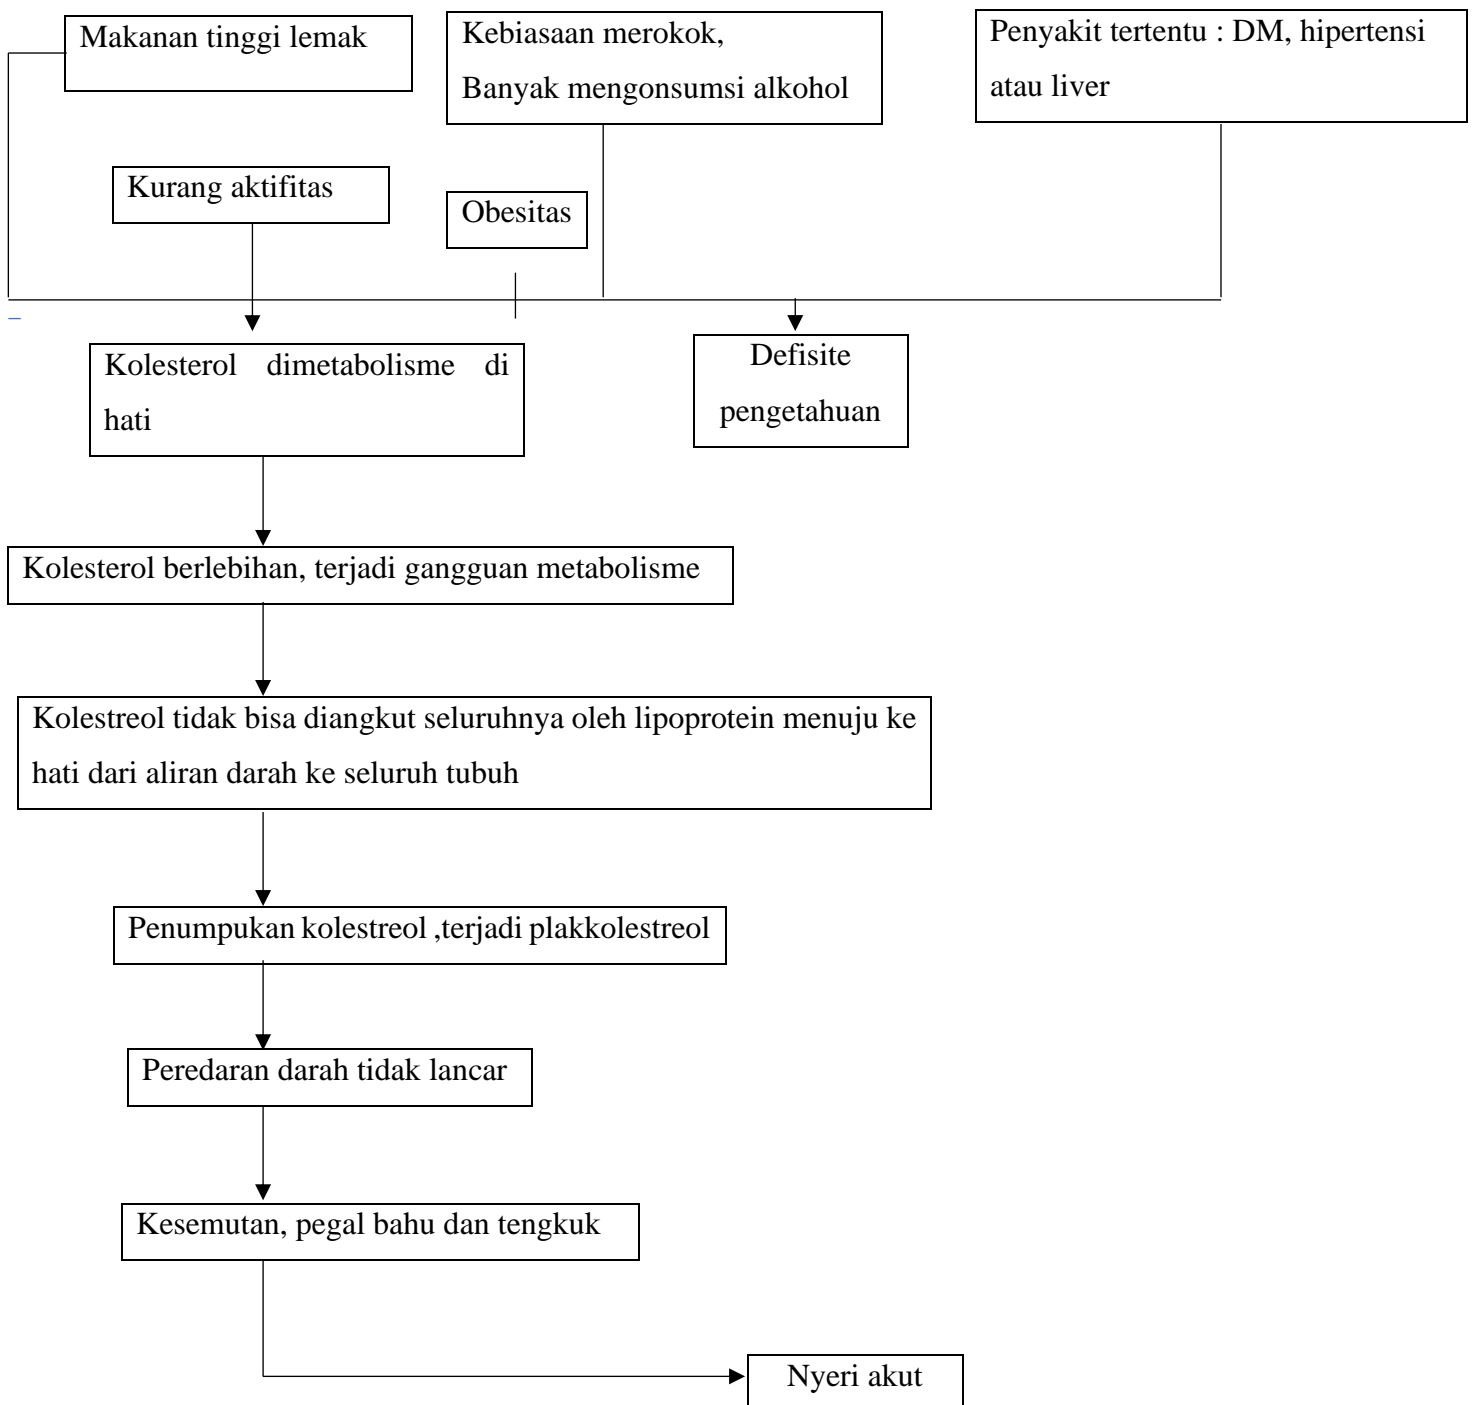 Makanan tinggi lemak
Kebiasaan merokok,
Banyak mengonsumsi alkohol
Penyakit tertentu : DM, hipertensi
atau liver
Kurang aktifitas
Obesitas
Kolesterol dimetabolisme di
hati
Defisite
pengetahuan
Kolesterol berlebihan, terjadi gangguan metabolisme
Kolestreol tidak bisa diangkut seluruhnya oleh lipoprotein menuju ke
hati dari aliran darah ke seluruh tubuh
Penumpukan kolestreol ,terjadi plakkolestreol
Peredaran darah tidak lancar
Kesemutan, pegal bahu dan tengkuk
Nyeri akut